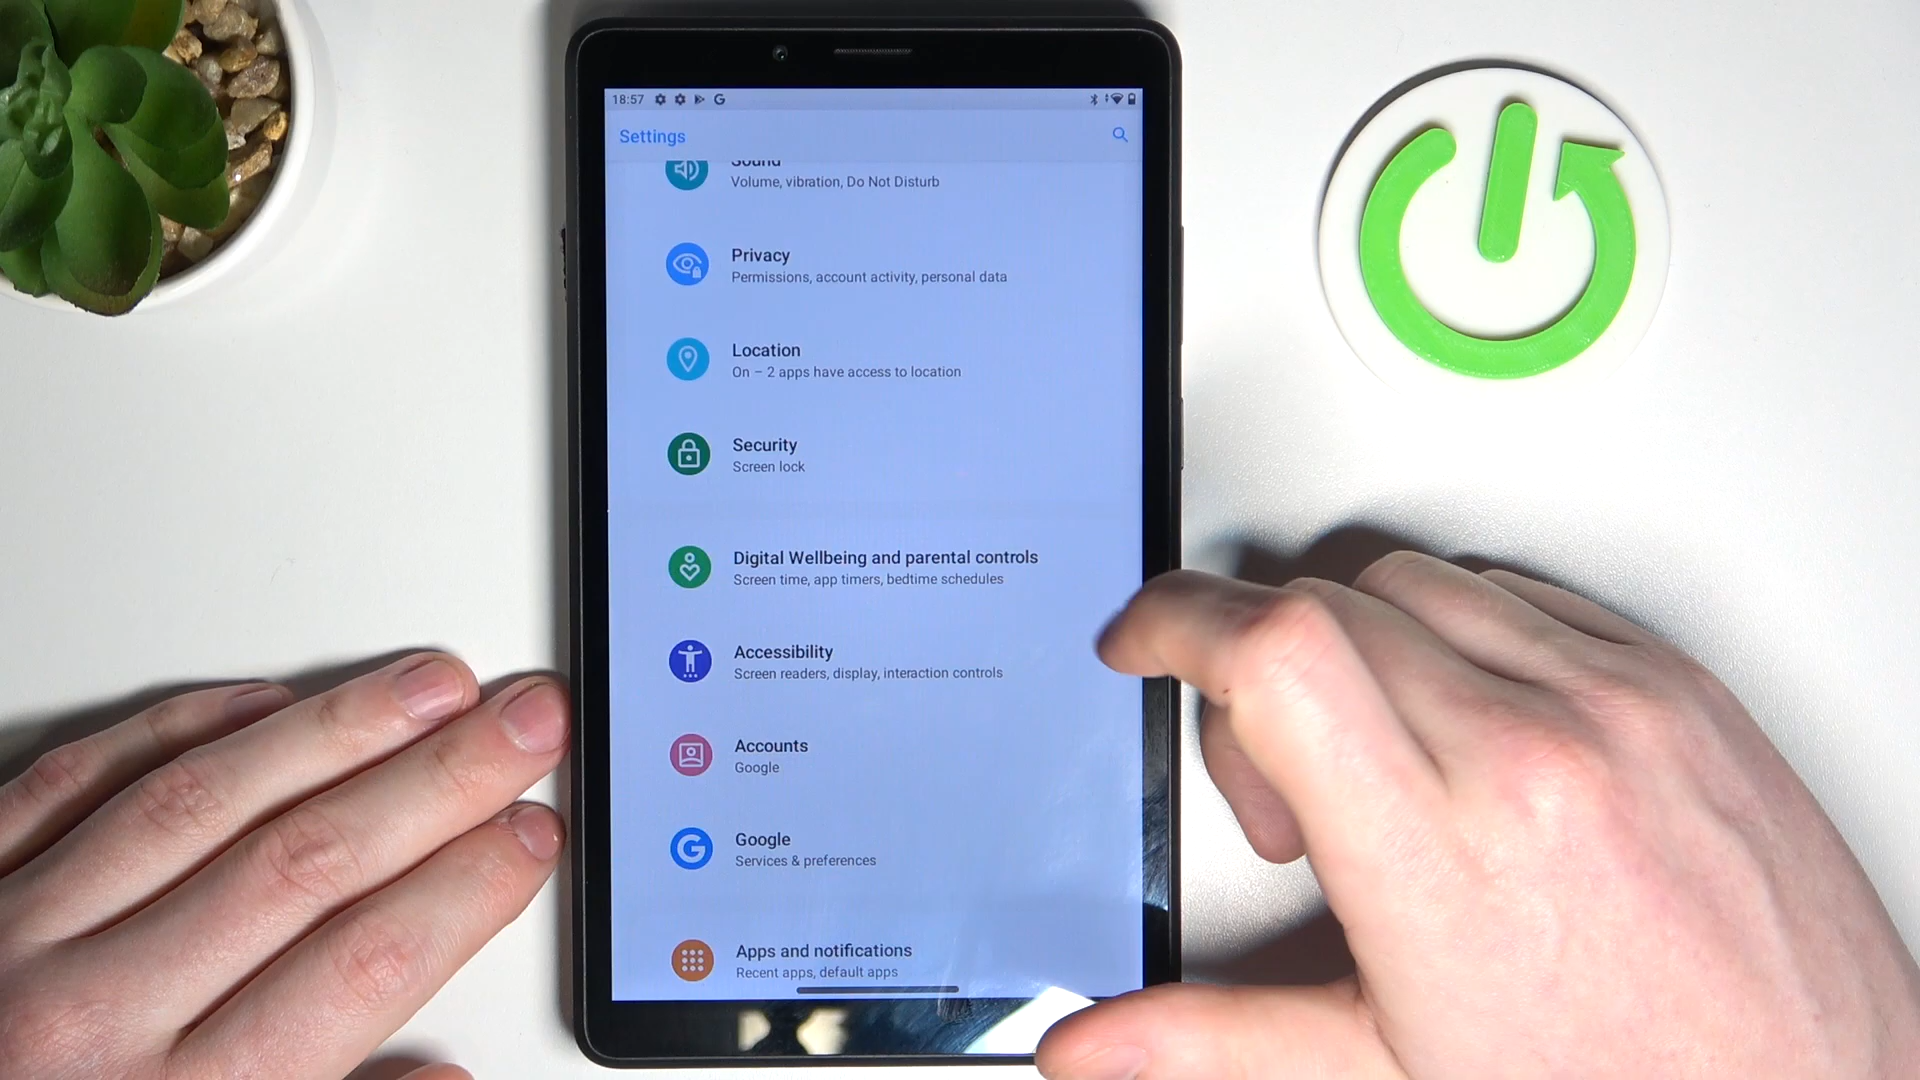 18:57
Settings
Sound
Volume, vibration, Do Not Disturb
Privacy
Permissions, account activity, personal data
Location
On – 2 apps have access to location
Security
Screen lock
Digital Wellbeing and parental controls
Screen time, app timers, bedtime schedules
Accessibility
Screen readers, display, interaction controls
Accounts
Google
Google
Services & preferences
Apps and notifications
Recent apps, default apps